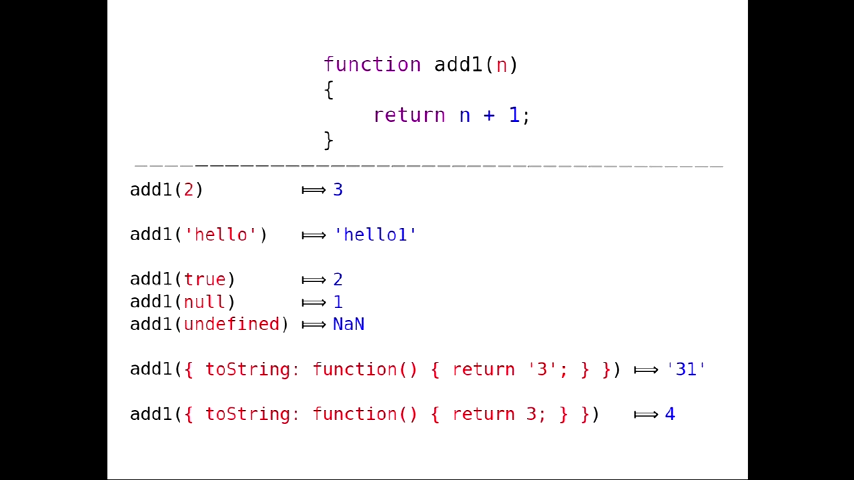 function add1(n)
{
return n + 1;
}
add1(2) ⟾ 3
add1('hello') ⟾ 'hello1'
add1(true) ⟾ 2
add1(null) ⟾ 1
add1(undefined) ⟾ NaN
add1({ toString: function() { return '3'; } }) ⟾ '31'
add1({ toString: function() { return 3; } }) ⟾ 4